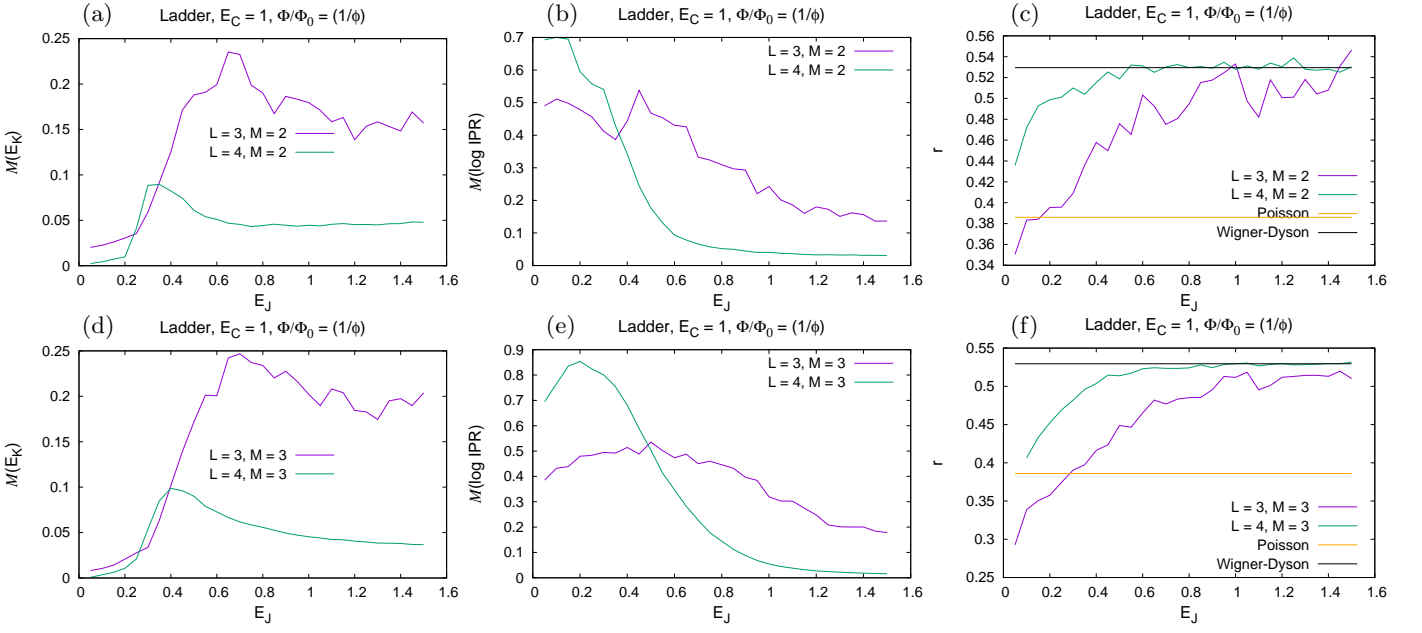 (a) Ladder, E_C = 1, Φ/Φ_0 = (1/ϕ)
M(E_K)
0.25
0.2
0.15
0.1
0.05
0
L = 3, M = 2
L = 4, M = 2
0 0.2 0.4 0.6 0.8 1 1.2 1.4 1.6
E_J
(b) Ladder, E_C = 1, Φ/Φ_0 = (1/ϕ)
M(log IPR)
0.7
0.6
0.5
0.4
0.3
0.2
0.1
0
L = 3, M = 2
L = 4, M = 2
0 0.2 0.4 0.6 0.8 1 1.2 1.4 1.6
E_J
(c) Ladder, E_C = 1, Φ/Φ_0 = (1/ϕ)
r
0.56
0.54
0.52
0.5
0.48
0.46
0.44
0.42
0.4
0.38
0.36
0.34
L = 3, M = 2
L = 4, M = 2
Poisson
Wigner-Dyson
0 0.2 0.4 0.6 0.8 1 1.2 1.4 1.6
E_J
(d) Ladder, E_C = 1, Φ/Φ_0 = (1/ϕ)
M(E_K)
0.25
0.2
0.15
0.1
0.05
0
L = 3, M = 3
L = 4, M = 3
0 0.2 0.4 0.6 0.8 1 1.2 1.4 1.6
E_J
(e) Ladder, E_C = 1, Φ/Φ_0 = (1/ϕ)
M(log IPR)
0.9
0.8
0.7
0.6
0.5
0.4
0.3
0.2
0.1
0
L = 3, M = 3
L = 4, M = 3
0 0.2 0.4 0.6 0.8 1 1.2 1.4 1.6
E_J
(f) Ladder, E_C = 1, Φ/Φ_0 = (1/ϕ)
r
0.55
0.5
0.45
0.4
0.35
0.3
0.25
L = 3, M = 3
L = 4, M = 3
Poisson
Wigner-Dyson
0 0.2 0.4 0.6 0.8 1 1.2 1.4 1.6
E_J